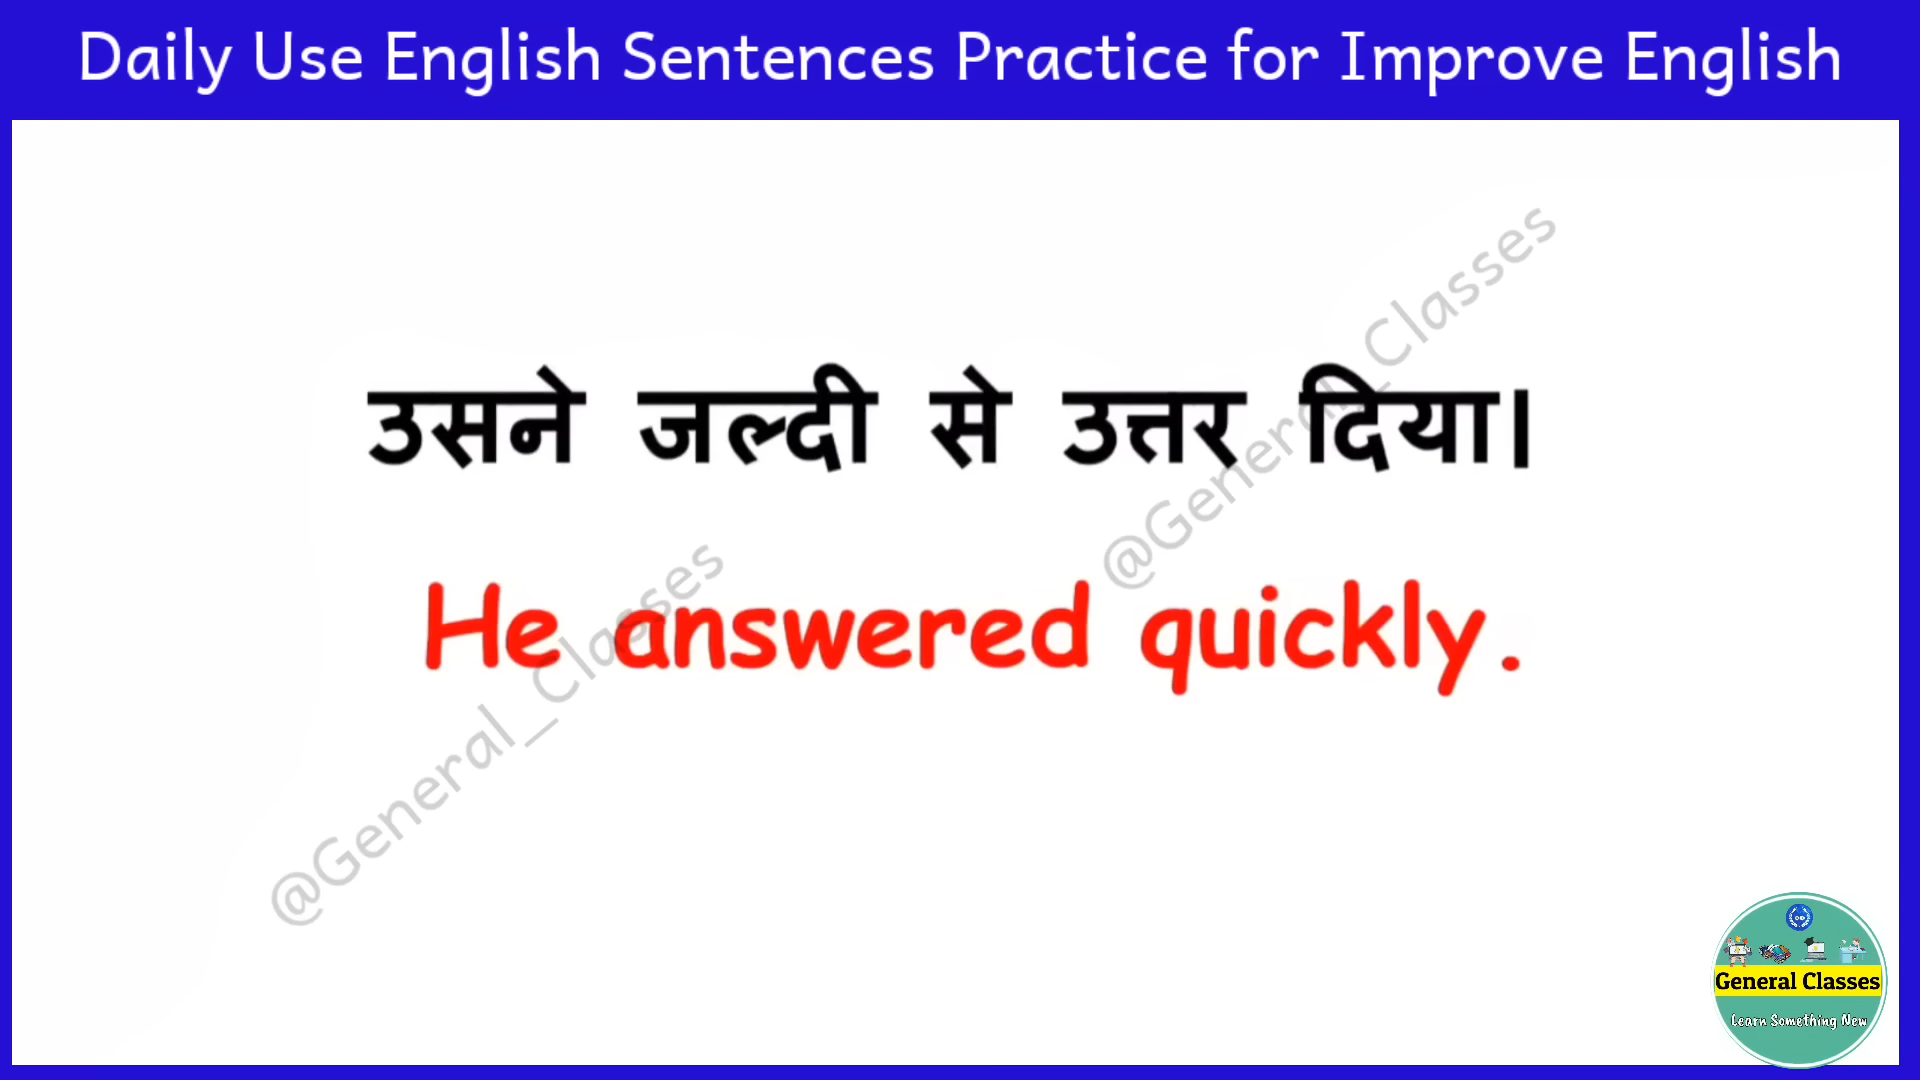 Daily Use English Sentences Practice for Improve English
उसने जल्दी से उत्तर दिया।
He answered quickly.
@General_Classes
@General_Classes
General Classes
Learn Something New